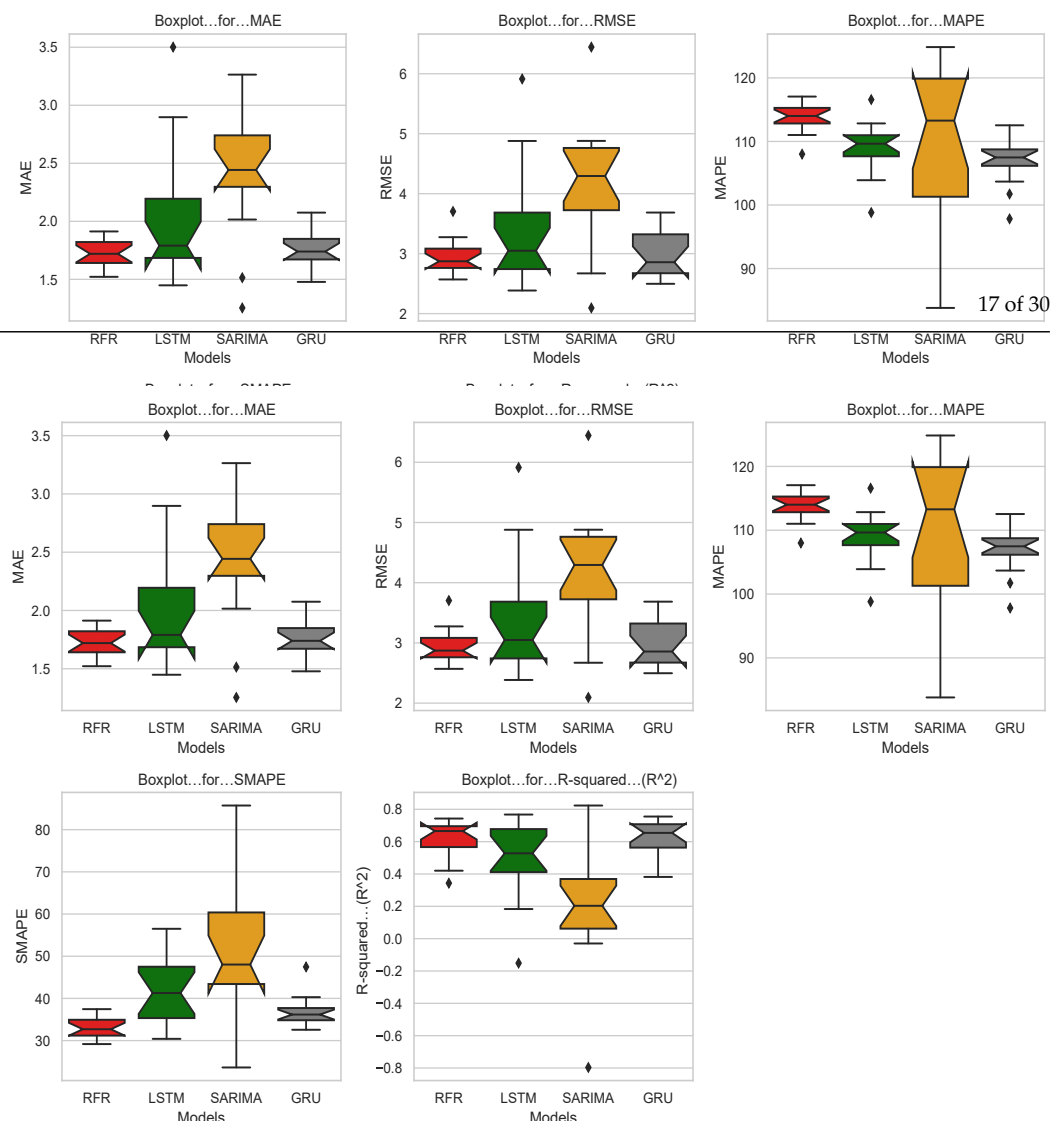 Boxplot...for...MAE
Boxplot...for...RMSE
Boxplot...for...MAPE
MAE
3.5
3.0
2.5
2.0
1.5
RMSE
6
5
4
3
2
MAPE
120
110
100
90
17 of 30
RFR LSTM SARIMA GRU
Models
RFR LSTM SARIMA GRU
Models
RFR LSTM SARIMA GRU
Models
Boxplot...for...MAE
Boxplot...for...RMSE
Boxplot...for...MAPE
MAE
3.5
3.0
2.5
2.0
1.5
RFR LSTM SARIMA GRU
Models
RMSE
6
5
4
3
2
RFR LSTM SARIMA GRU
Models
MAPE
120
110
100
90
RFR LSTM SARIMA GRU
Models
Boxplot...for...SMAPE
SMAPE
80
70
60
50
40
30
RFR LSTM SARIMA GRU
Models
Boxplot...for...R-squared...(R^2)
R-squared...(R^2)
0.8
0.6
0.4
0.2
0.0
−0.2
−0.4
−0.6
−0.8
RFR LSTM SARIMA GRU
Models